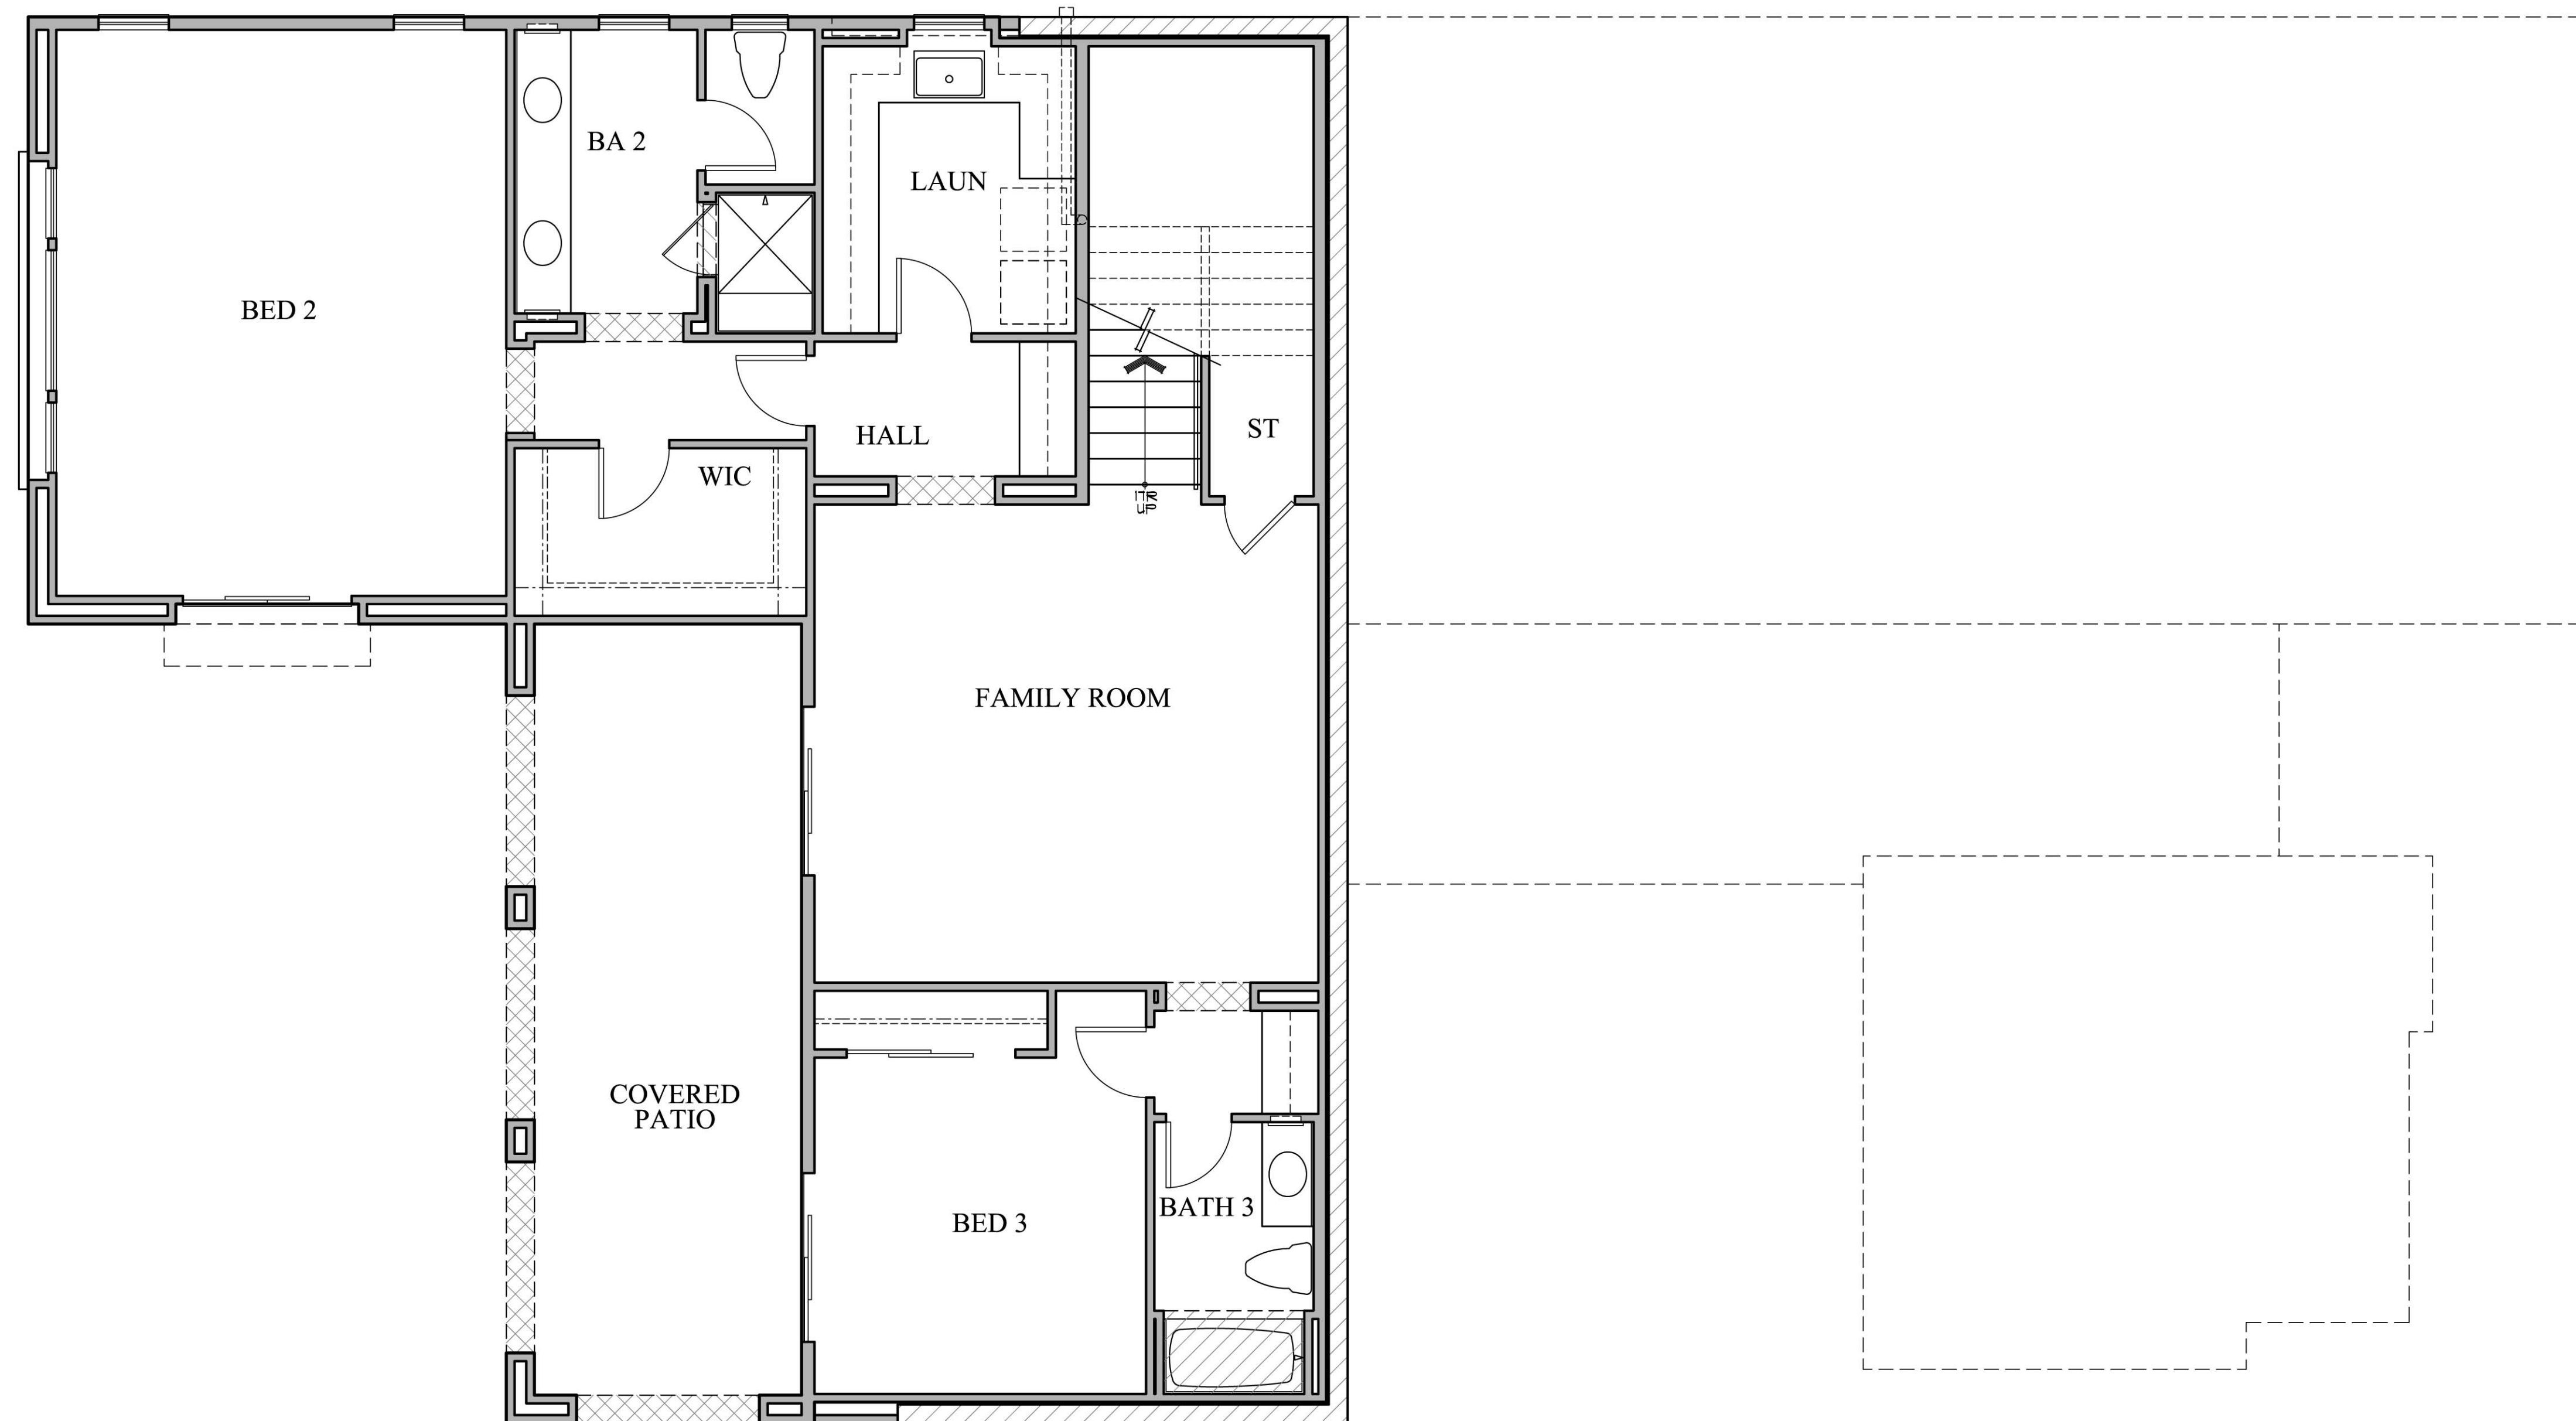 BA 2
LAUN
BED 2
ST
HALL
WIC
FAMILY ROOM
COVERED
PATIO
BATH 3
BED 3